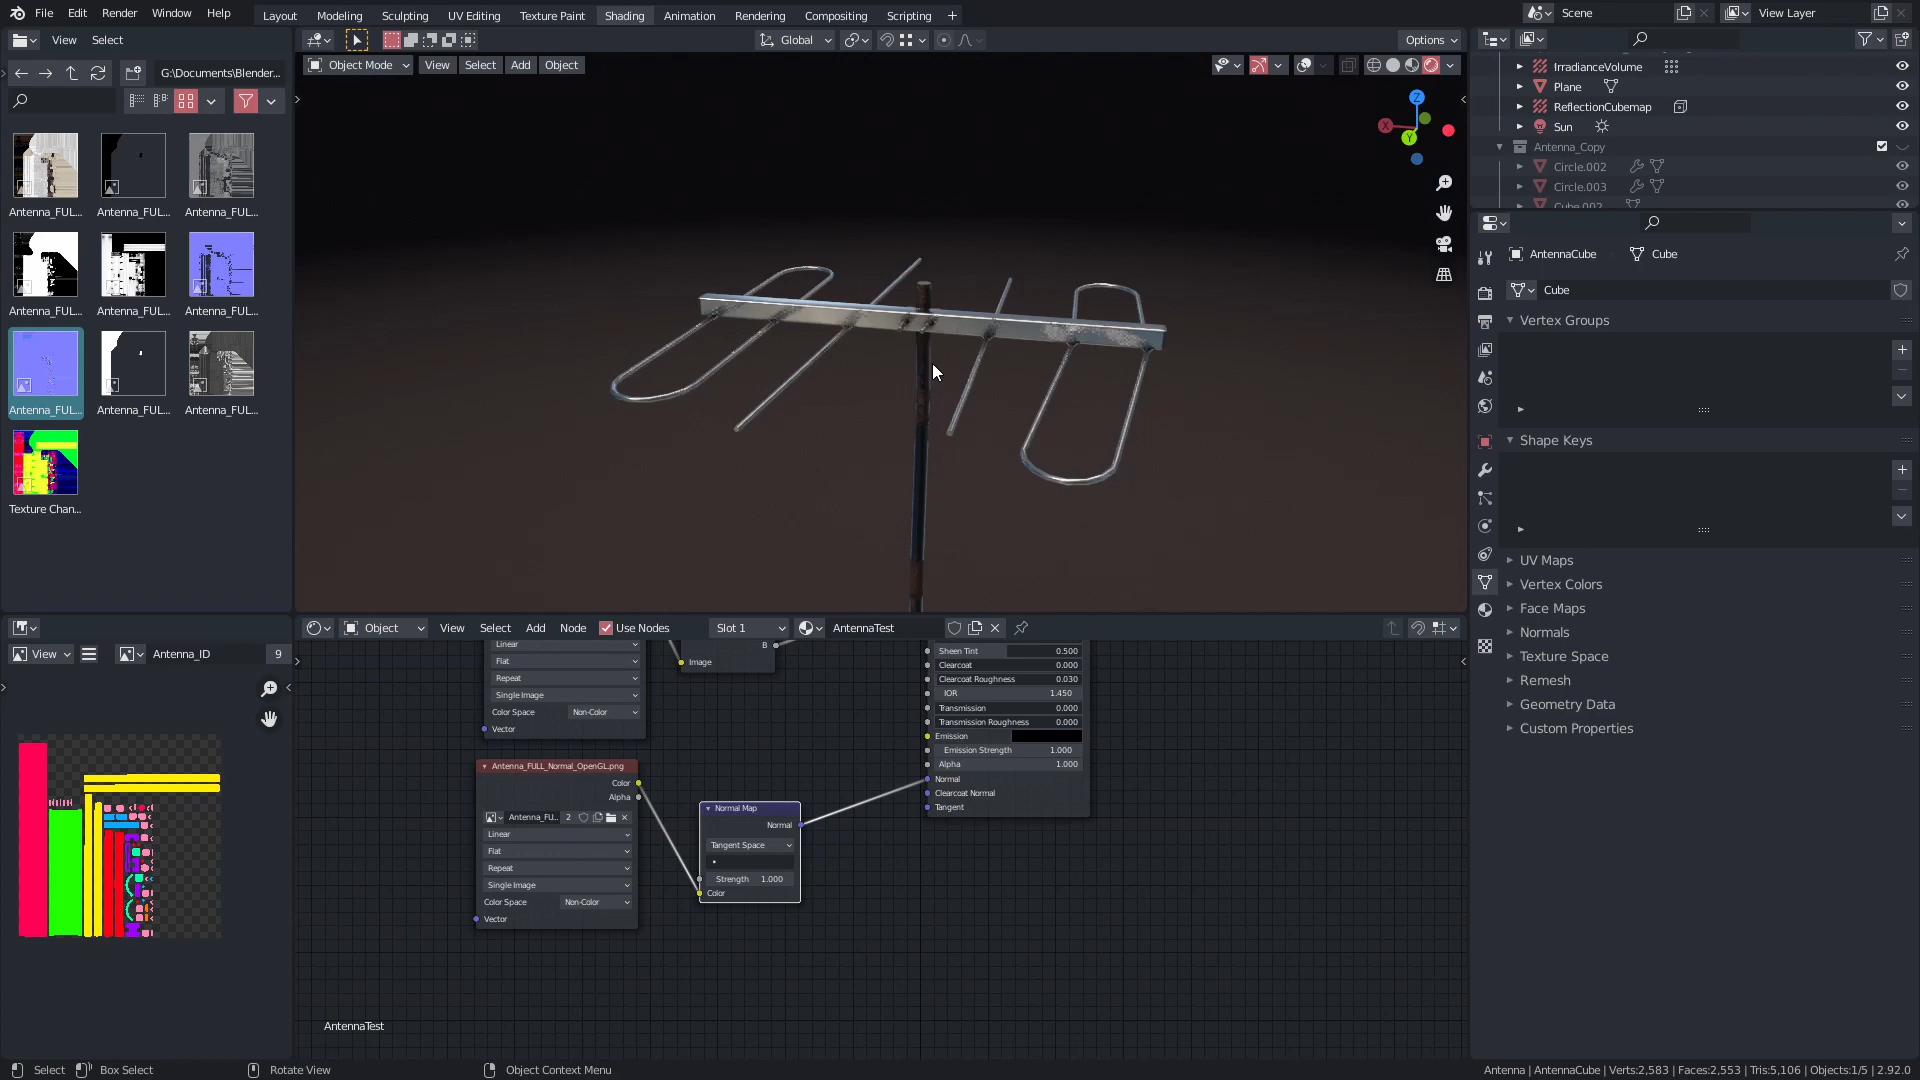 File Edit Render Window Help
Layout Modeling Sculpting UV Editing Texture Paint Shading Animation Rendering Compositing Scripting
Scene
View Layer
View Select
Global
Options
G:\Documents\Blender...
Object Mode View Select Add Object
IrradianceVolume
Plane
ReflectionCubemap
Sun
Antenna_Copy
Circle.002
Circle.003
Cube.002
X
Y
Z
Antenna_FUL...
Antenna_FUL...
Antenna_FUL...
Antenna_FUL...
Antenna_FUL...
Antenna_FUL...
Antenna_FUL...
Antenna_FUL...
Antenna_FUL...
Texture Chan...
AntennaCube
Cube
Cube
Vertex Groups
Shape Keys
UV Maps
Vertex Colors
Face Maps
Normals
Texture Space
Remesh
Geometry Data
Custom Properties
View Antenna_ID 9
Object View Select Add Node Use Nodes Slot 1 AntennaTest
Linear
Flat
Repeat
Single Image
Color Space Non-Color
Vector
B
Image
Sheen Tint 0.500
Clearcoat 0.000
Clearcoat Roughness 0.030
IOR 1.450
Transmission 0.000
Transmission Roughness 0.000
Emission
Emission Strength 1.000
Alpha 1.000
Normal
Clearcoat Normal
Tangent
Antenna_FULL_Normal_OpenGL.png
Color
Alpha
Antenna_FU... 2
Linear
Flat
Repeat
Single Image
Color Space Non-Color
Vector
Normal Map
Normal
Tangent Space
Strength 1.000
Color
AntennaTest
Select Box Select Rotate View Object Context Menu
Antenna | AntennaCube | Verts:2,583 | Faces:2,553 | Tris:5,106 | Objects:1/5 | 2.92.0